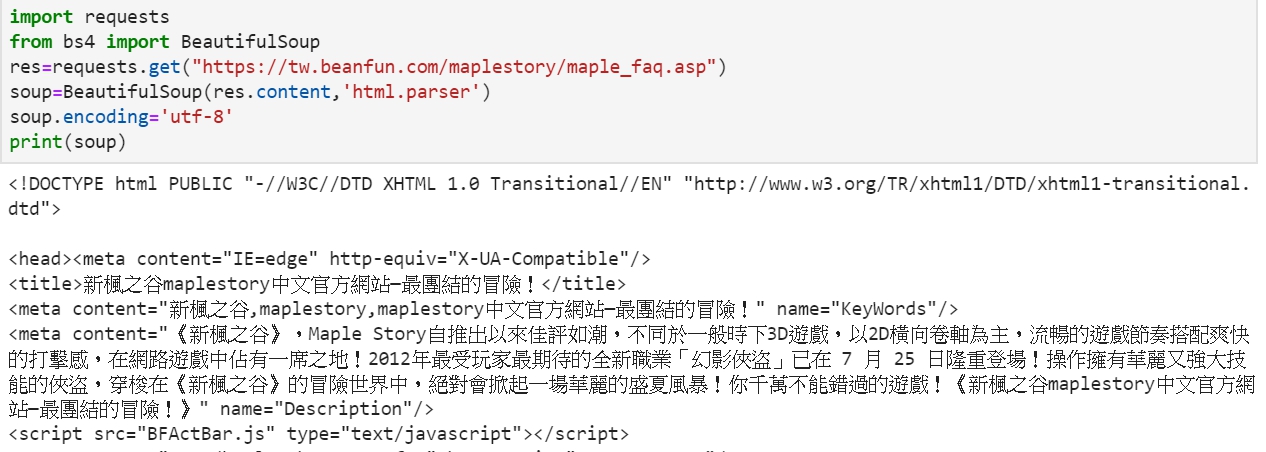 import requests
from bs4 import BeautifulSoup
res=requests.get("https://tw.beanfun.com/maplestory/maple_faq.asp")
soup=BeautifulSoup(res.content,'html.parser')
soup.encoding='utf-8'
print(soup)
<!DOCTYPE html PUBLIC "-//W3C//DTD XHTML 1.0 Transitional//EN" "http://www.w3.org/TR/xhtml1/DTD/xhtml1-transitional.
dtd">
<head><meta content="IE=edge" http-equiv="X-UA-Compatible"/>
<title>新楓之谷maplestory中文官方網站—最團結的冒險！</title>
<meta content="新楓之谷,maplestory,maplestory中文官方網站—最團結的冒險！" name="KeyWords"/>
<meta content="《新楓之谷》，Maple Story自推出以來佳評如潮，不同於一般時下3D遊戲，以2D橫向卷軸為主，流暢的遊戲節奏搭配爽快
的打擊感，在網路遊戲中佔有一席之地！2012年最受玩家最期待的全新職業「幻影俠盜」已在 7 月 25 日隆重登場！操作擁有華麗又強大技
能的俠盜，穿梭在《新楓之谷》的冒險世界中，絕對會掀起一場華麗的盛夏風暴！你千萬不能錯過的遊戲！《新楓之谷maplestory中文官方網
站—最團結的冒險！》" name="Description"/>
<script src="BFActBar.js" type="text/javascript"></script>